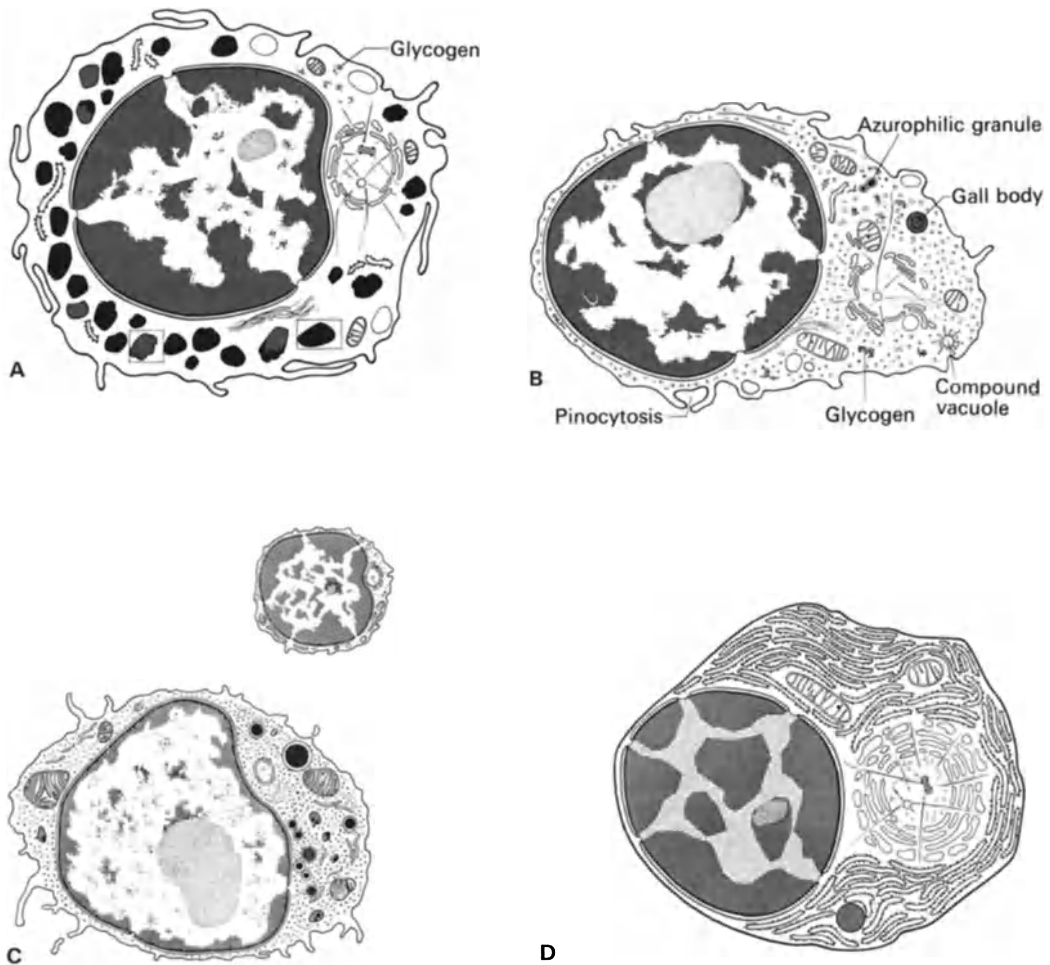 Glycogen
A
Azurophilic granule
Gall body
B
Pinocytosis
Glycogen
Compound
vacuole
C
D